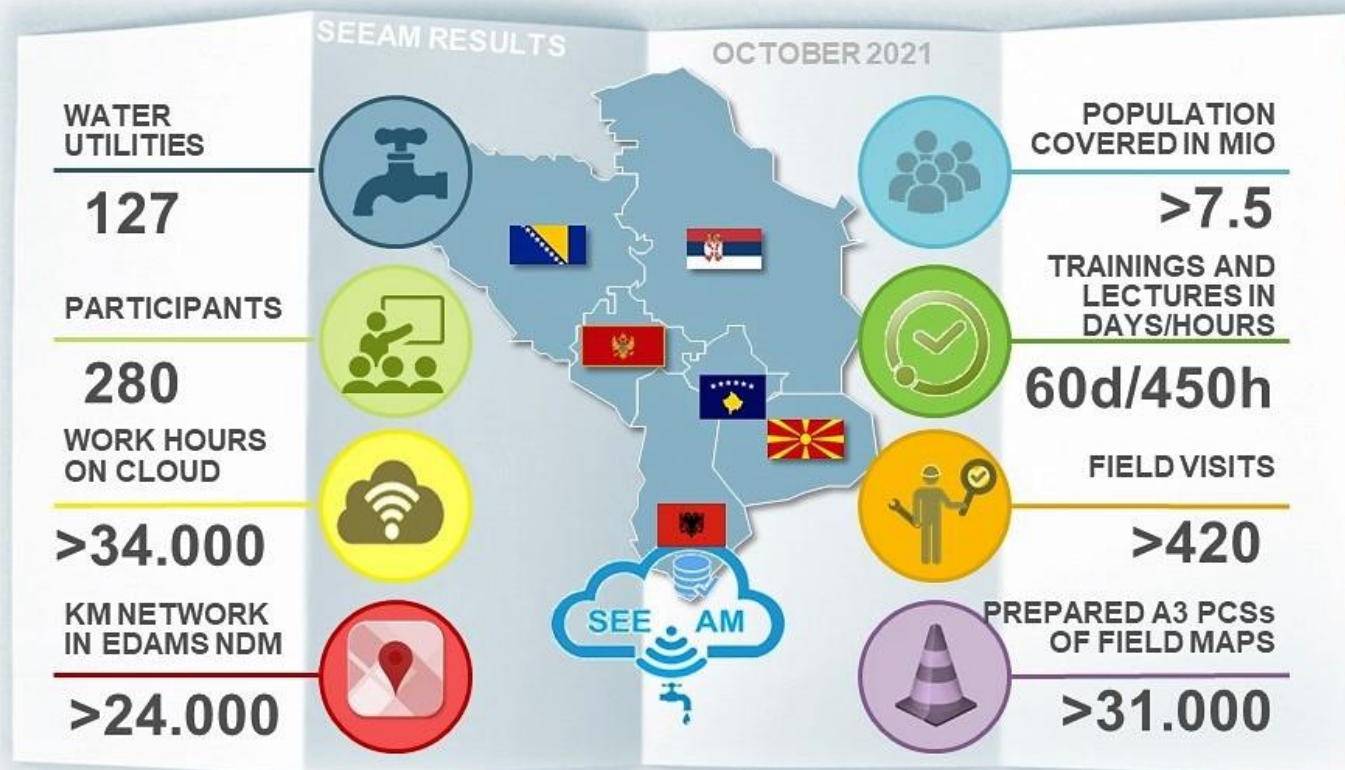 SEEAM RESULTS
OCTOBER 2021
WATER
UTILITIES
127
PARTICIPANTS
280
WORK HOURS
ON CLOUD
>34.000
KM NETWORK
IN EDAMS NDM
>24.000
SEE AM
POPULATION
COVERED IN MIO
>7.5
TRAININGS AND
LECTURES IN
DAYS/HOURS
60d/450h
FIELD VISITS
>420
PREPARED A3 PCSs
OF FIELD MAPS
>31.000